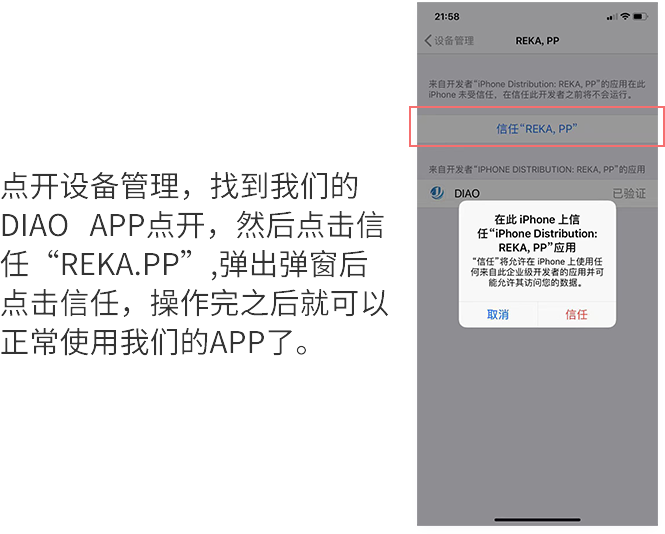 点开设备管理，找到我们的
DIAO APP点开，然后点击信
任“REKA.PP”,弹出弹窗后
点击信任，操作完之后就可以
正常使用我们的APP了。
21:58
设备管理
REKA, PP
来自开发者“iPhone Distribution: REKA, PP”的应用在此
iPhone 未受信任，在信任此开发者之前将不会运行。
信任“REKA, PP”
来自开发者“IPHONE DISTRIBUTION: REKA, PP”的应用
DIAO
已验证
在此 iPhone 上信
任“iPhone Distribution:
REKA, PP”应用
“信任”将允许在 iPhone 上使用任
何来自此企业级开发者的应用并可
能允许其访问您的数据。
取消
信任